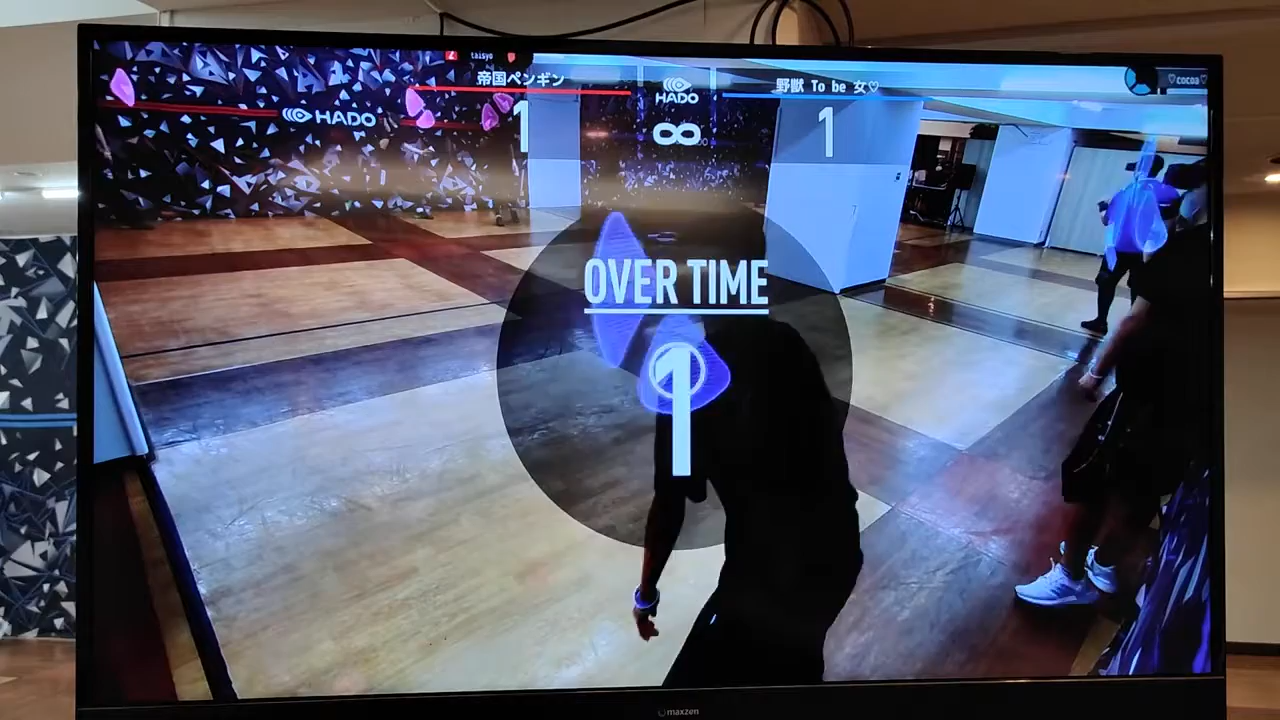 taisyo
帝国ペンギン
HADO
野獣 To be 女♡
♡cocoa♡
HADO
1
∞
1
OVER TIME
1
maxzen